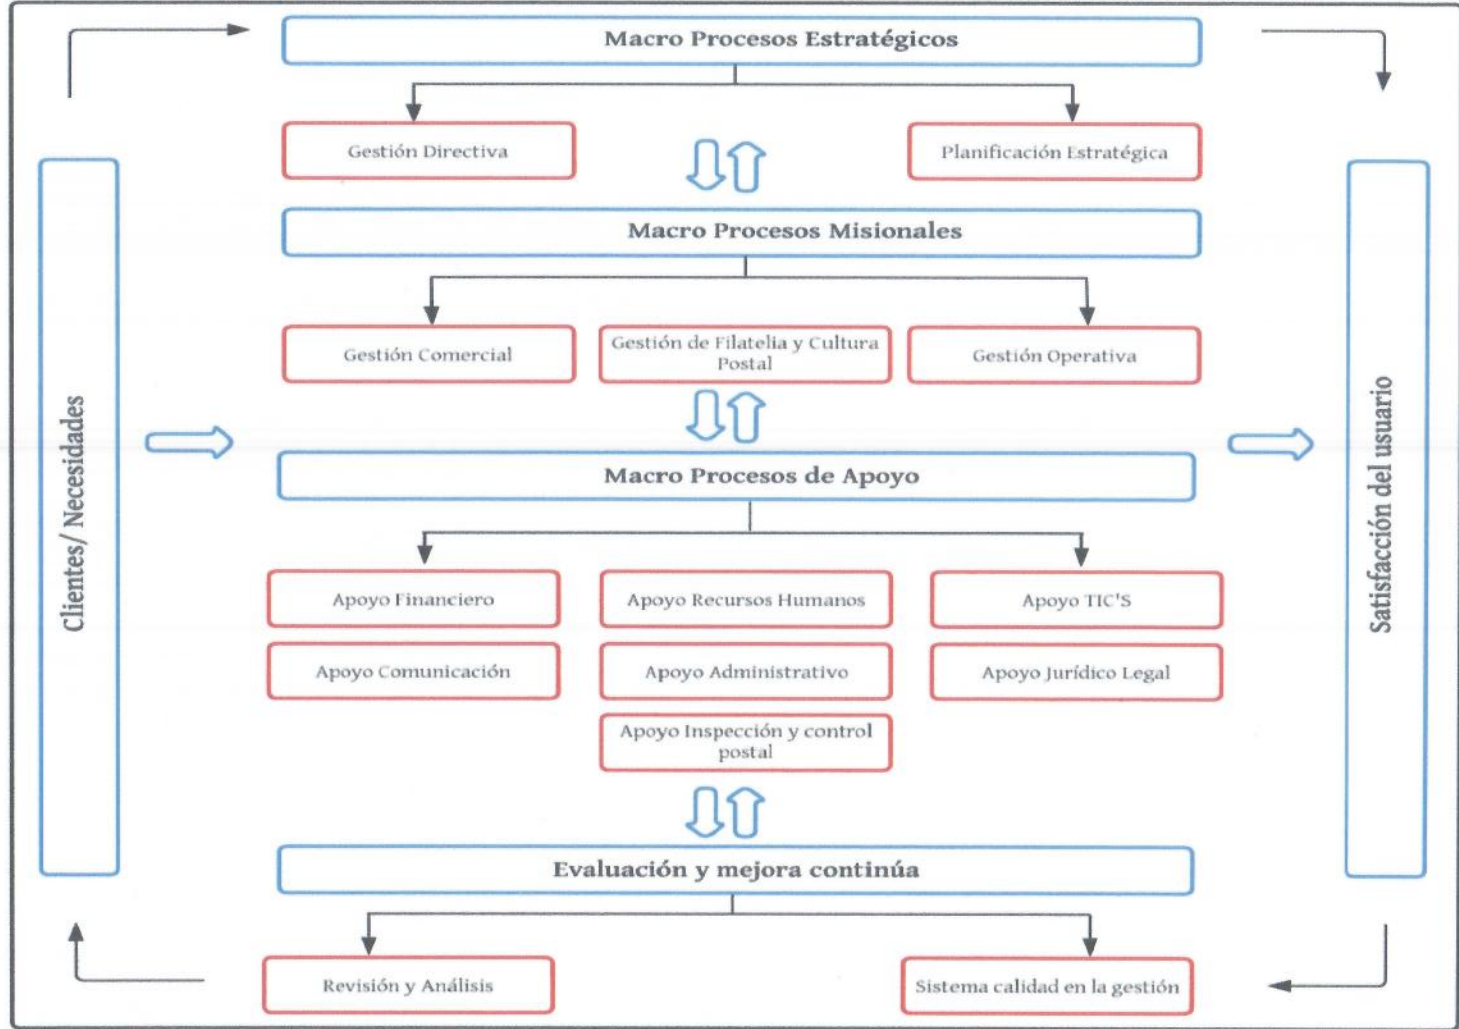 Macro Procesos Estratégicos
Gestión Directiva
Planificación Estratégica
Macro Procesos Misionales
Gestión Comercial
Gestión de Filatelia y Cultura
Postal
Gestión Operativa
Clientes/ Necesidades
Satisfacción del usuario
Macro Procesos de Apoyo
Apoyo Financiero
Apoyo Recursos Humanos
Apoyo TIC'S
Apoyo Comunicación
Apoyo Administrativo
Apoyo Jurídico Legal
Apoyo Inspección y control
postal
Evaluación y mejora continúa
Revisión y Análisis
Sistema calidad en la gestión